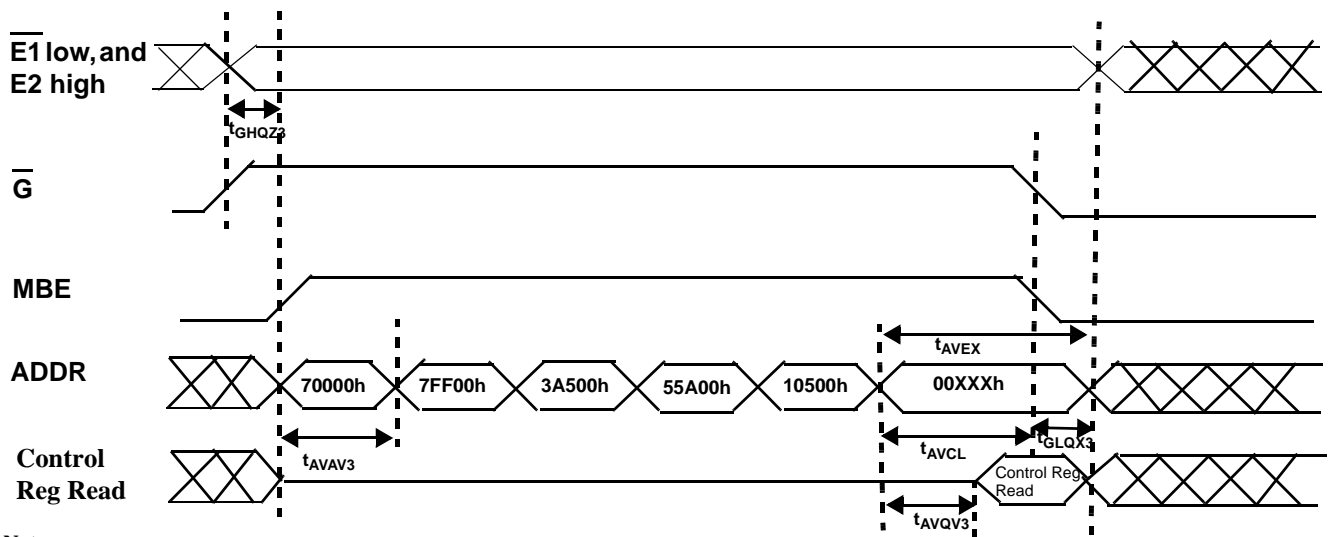 E1 low, and
E2 high
tGHQZ3
G
MBE
tAVEX
ADDR
70000h
7FF00h
3A500h
55A00h
10500h
00XXXh
tAVAV3
tAVCL
tGLQX3
Control
Reg Read
Control Reg
Read
tAVQV3